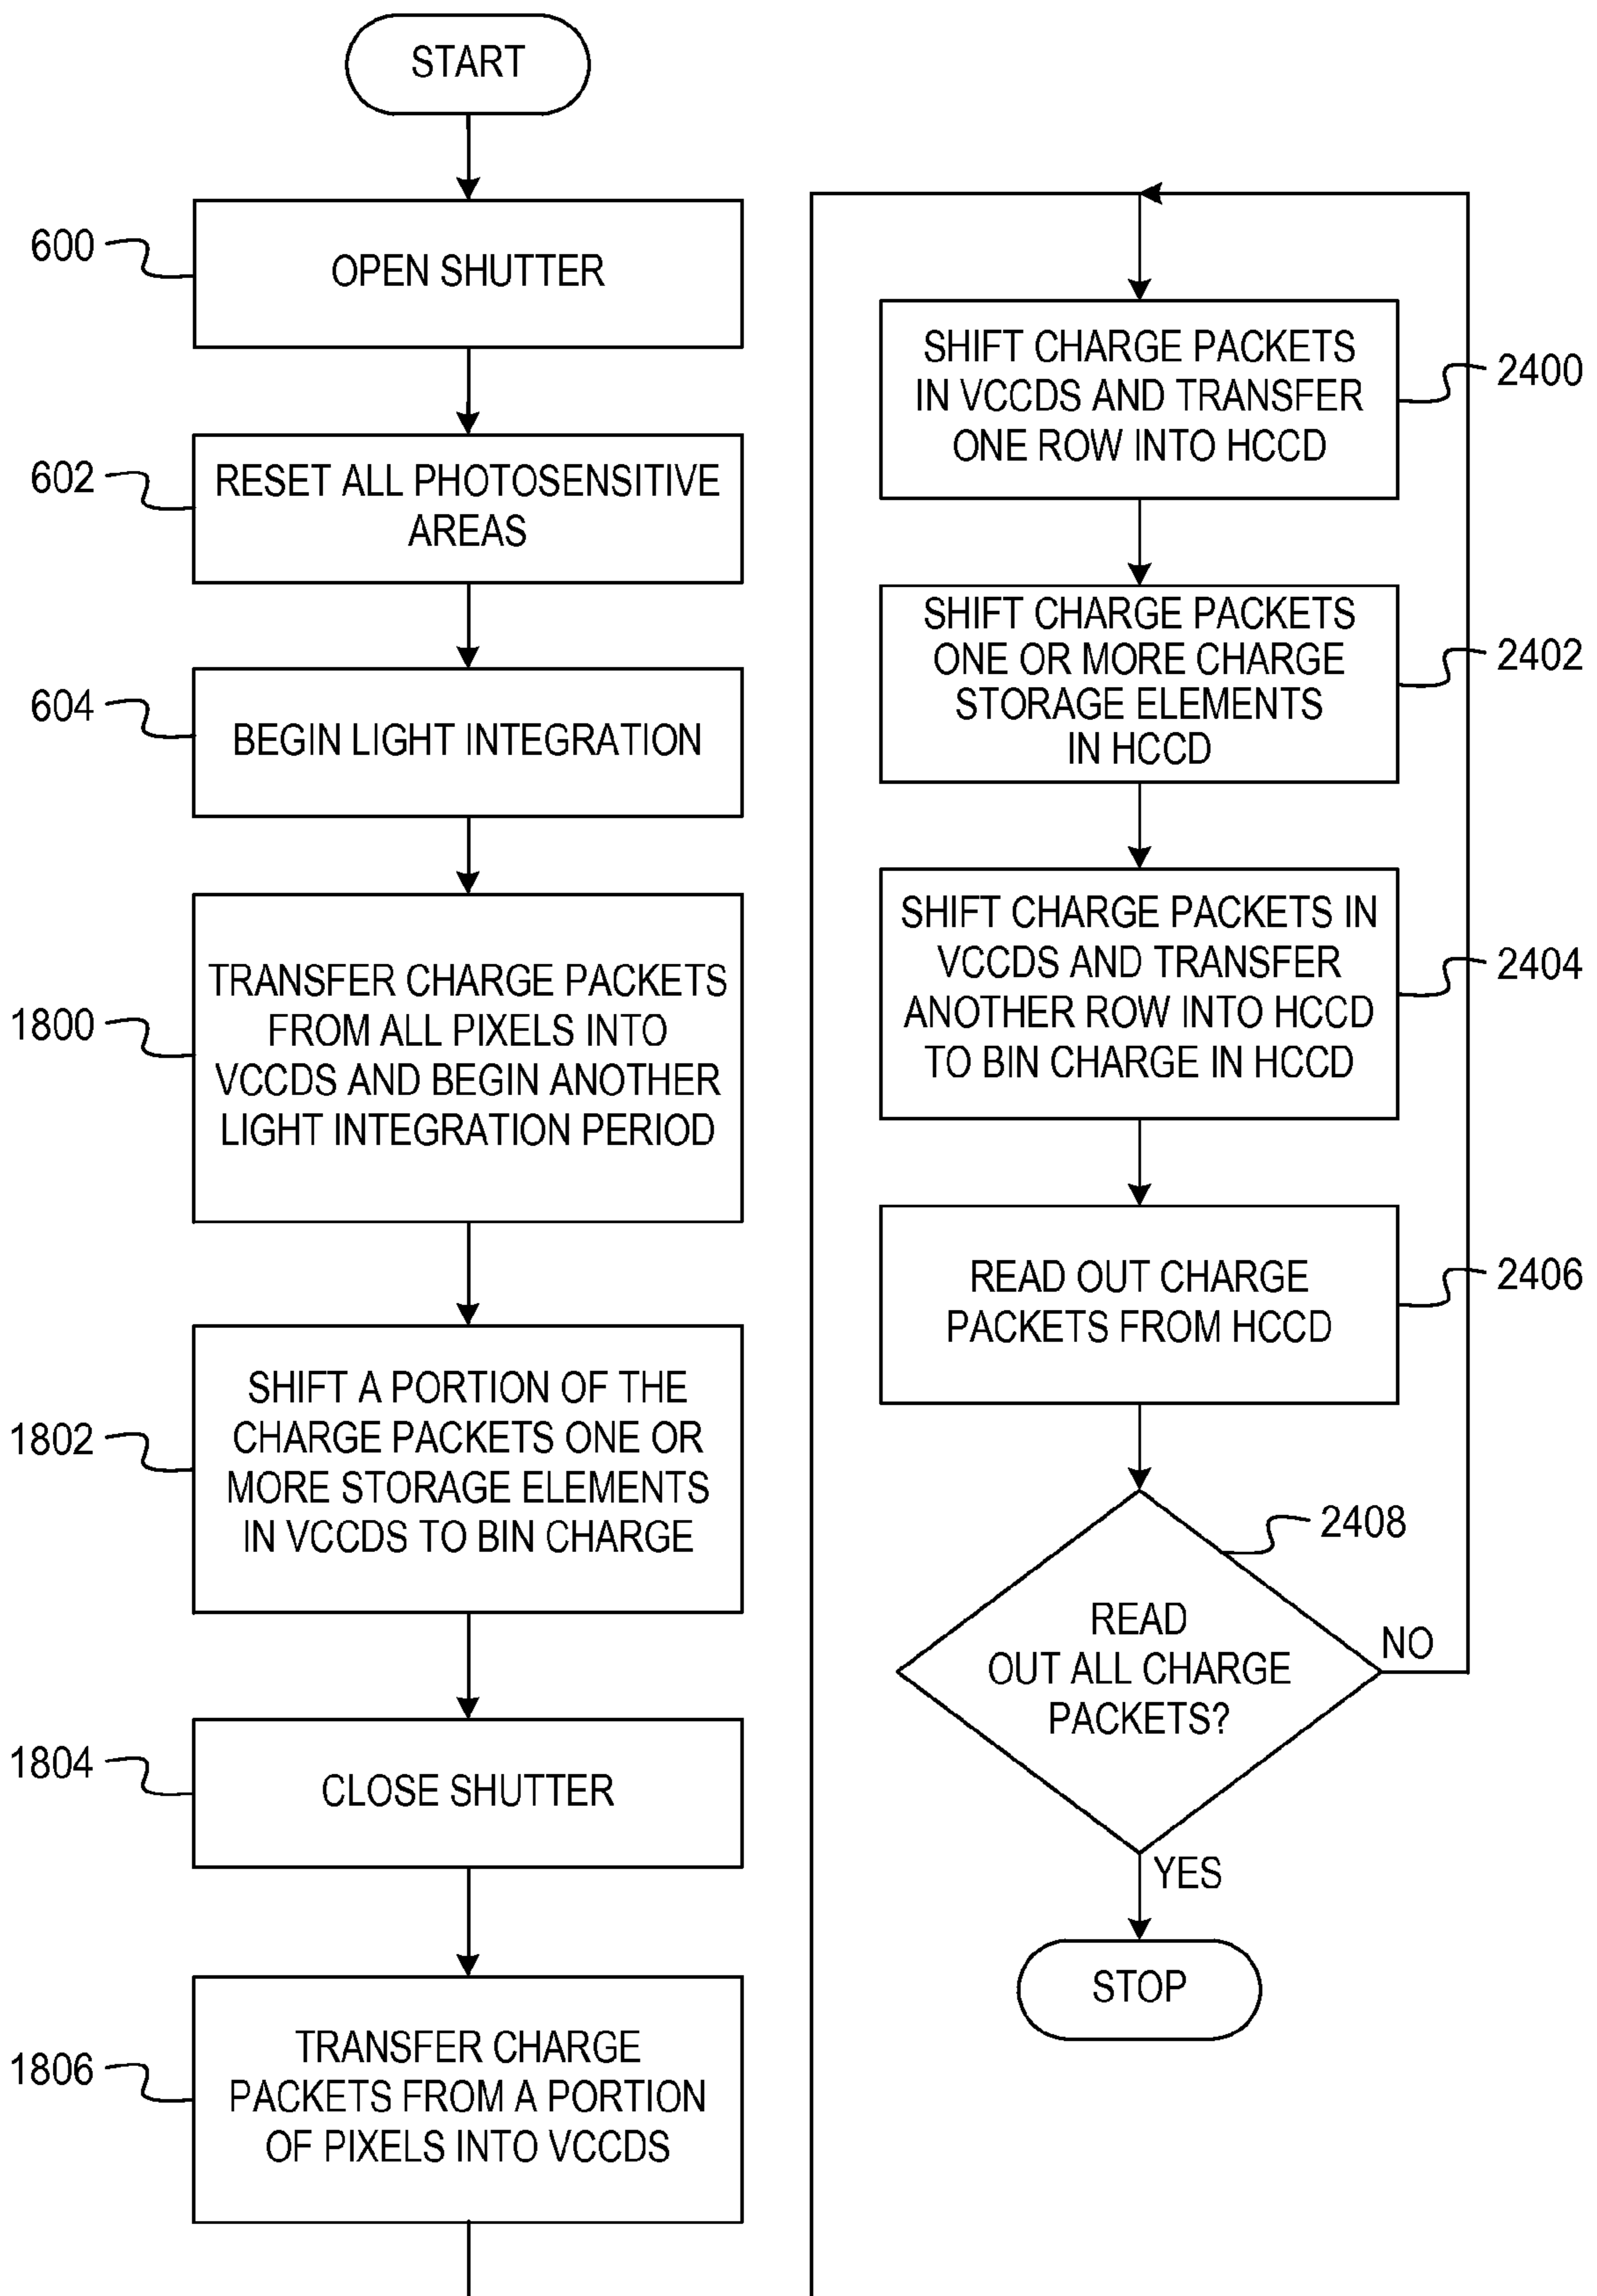 START
600
OPEN SHUTTER
602
RESET ALL PHOTOSENSITIVE
AREAS
604
BEGIN LIGHT INTEGRATION
1800
TRANSFER CHARGE PACKETS
FROM ALL PIXELS INTO
VCCDS AND BEGIN ANOTHER
LIGHT INTEGRATION PERIOD
1802
SHIFT A PORTION OF THE
CHARGE PACKETS ONE OR
MORE STORAGE ELEMENTS
IN VCCDS TO BIN CHARGE
1804
CLOSE SHUTTER
1806
TRANSFER CHARGE
PACKETS FROM A PORTION
OF PIXELS INTO VCCDS
SHIFT CHARGE PACKETS
IN VCCDS AND TRANSFER
ONE ROW INTO HCCD
2400
SHIFT CHARGE PACKETS
ONE OR MORE CHARGE
STORAGE ELEMENTS
IN HCCD
2402
SHIFT CHARGE PACKETS IN
VCCDS AND TRANSFER
ANOTHER ROW INTO HCCD
TO BIN CHARGE IN HCCD
2404
READ OUT CHARGE
PACKETS FROM HCCD
2406
2408
READ
OUT ALL CHARGE
PACKETS?
NO
YES
STOP